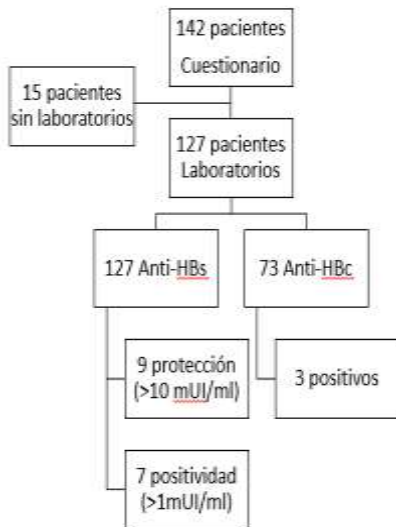 142 pacientes
Cuestionario
15 pacientes
sin laboratorios
127 pacientes
Laboratorios
127 Anti-HBs
73 Anti-HBc
9 protección
(>10 mUI/ml)
3 positivos
7 positividad
(>1mUI/ml)